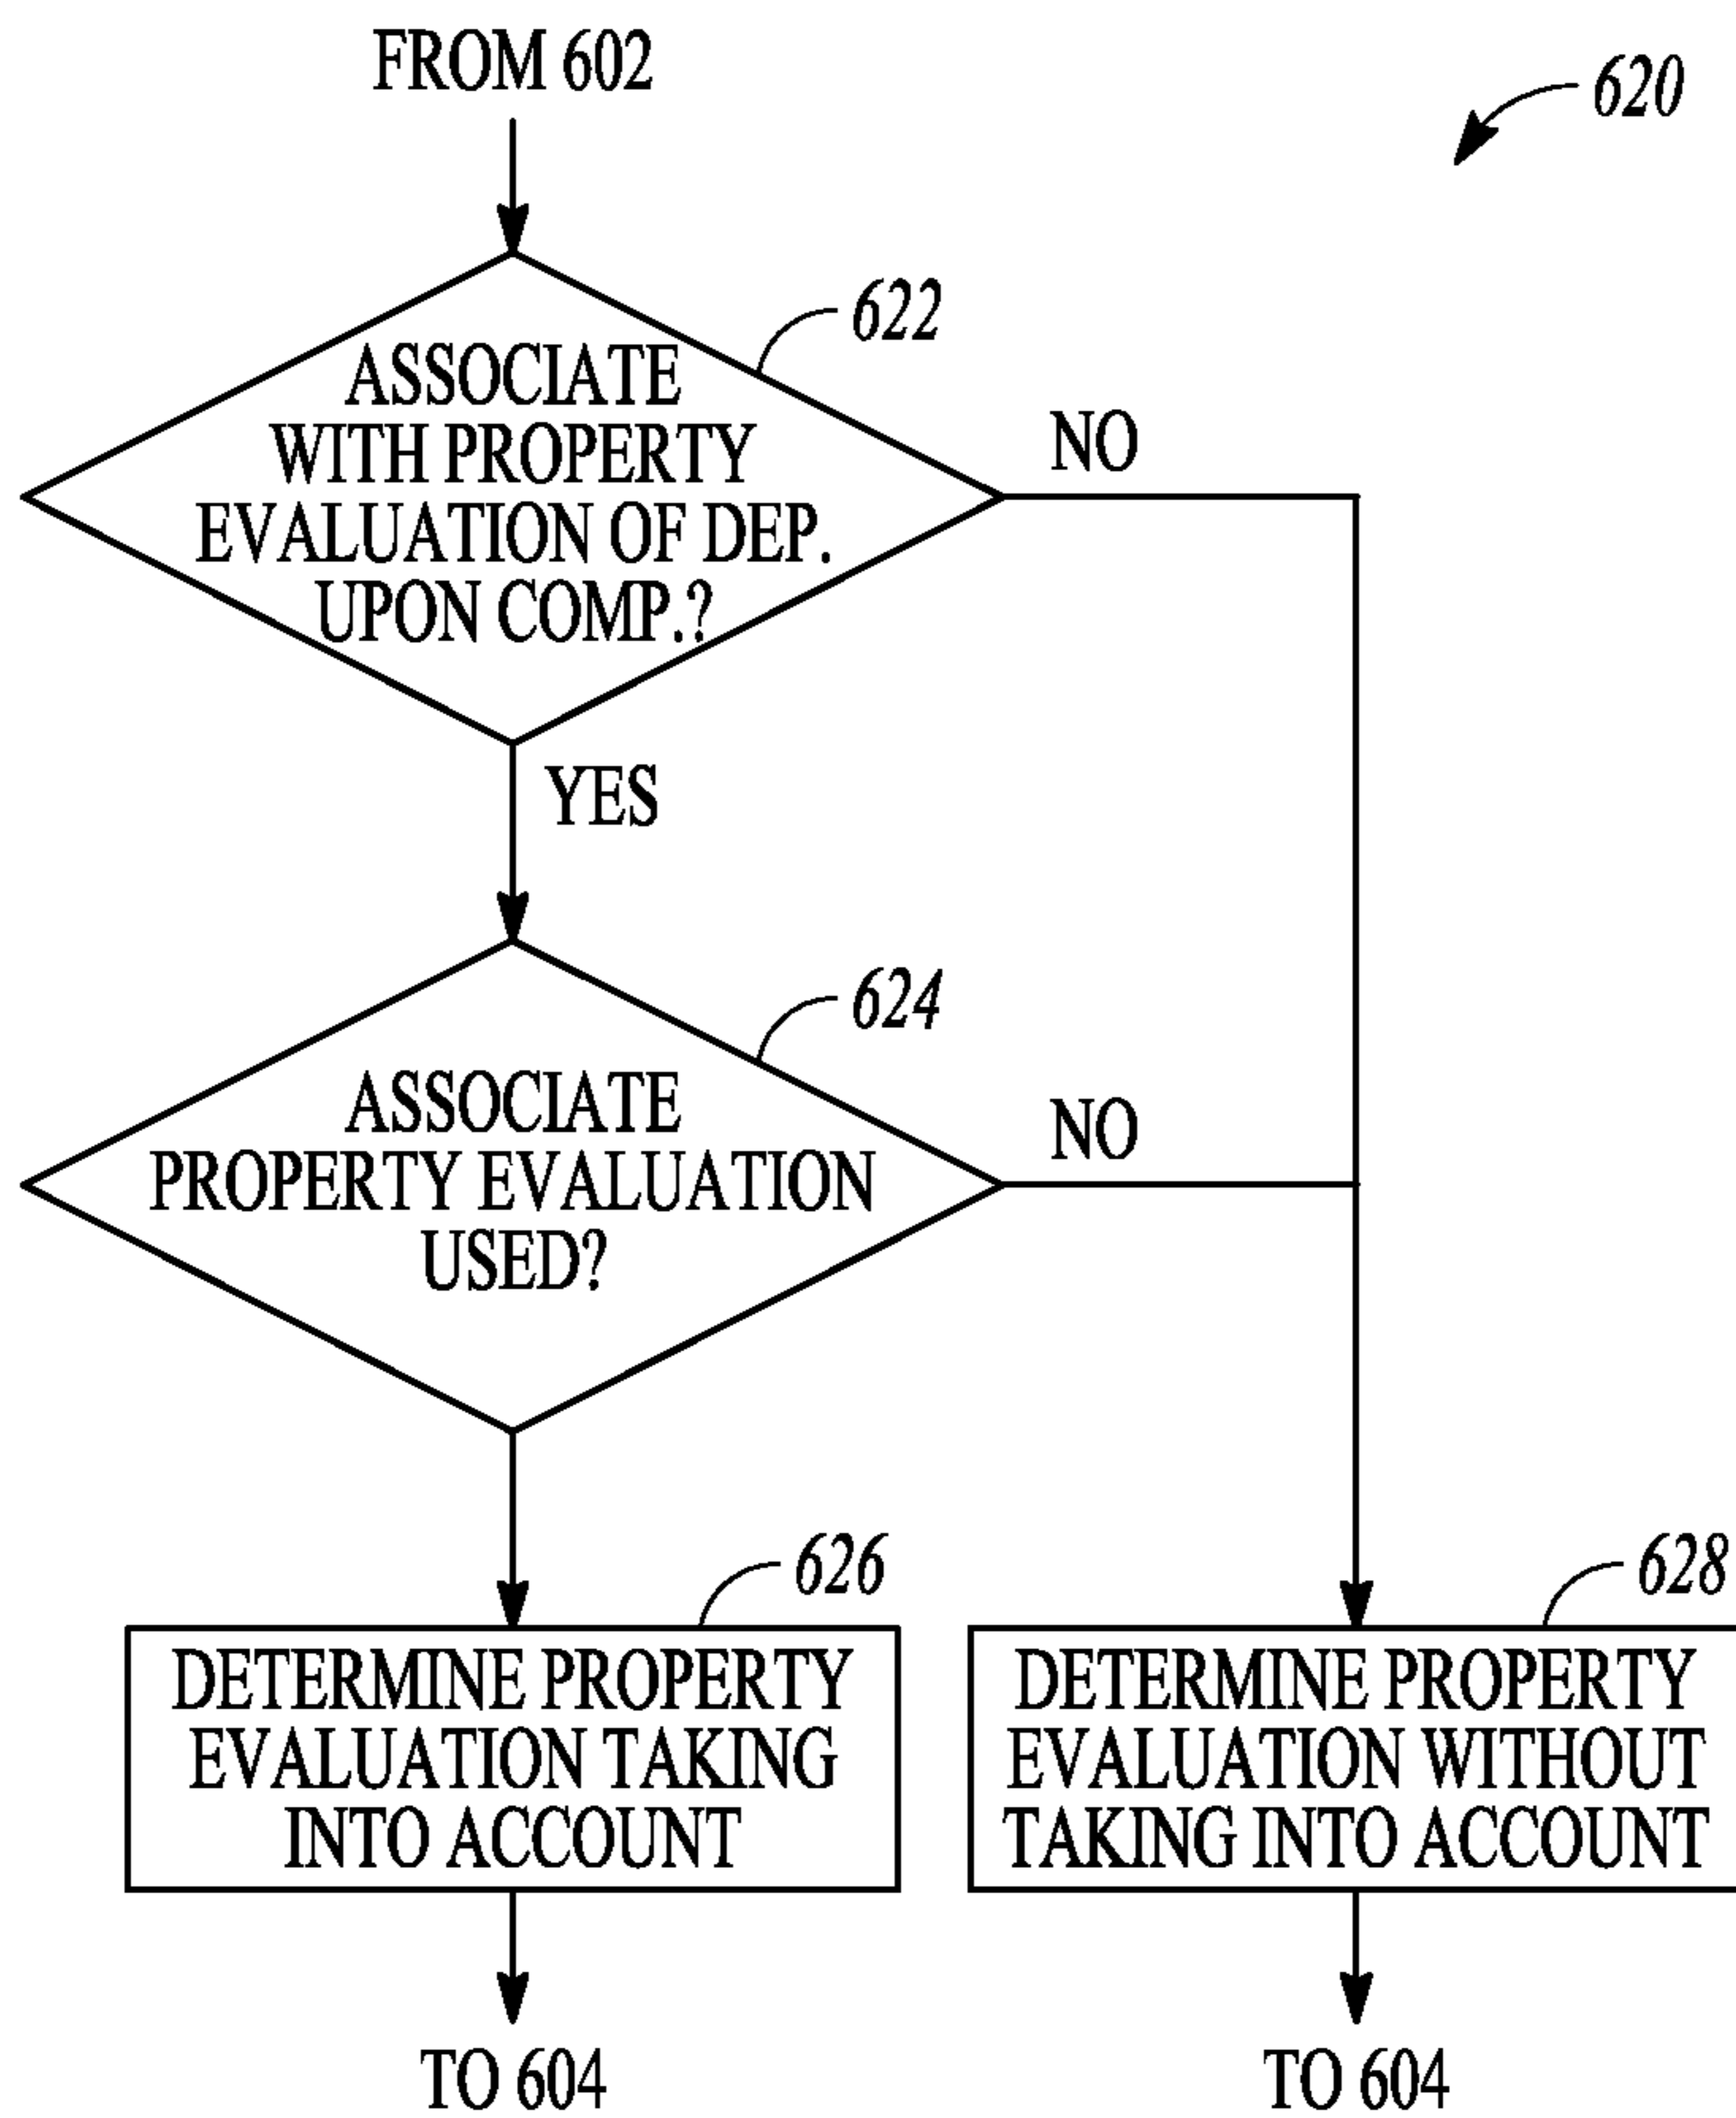 FROM 602
620
622
ASSOCIATE
WITH PROPERTY
EVALUATION OF DEP.
UPON COMP.?
NO
YES
624
ASSOCIATE
PROPERTY EVALUATION
USED?
NO
626
DETERMINE PROPERTY
EVALUATION TAKING
INTO ACCOUNT
628
DETERMINE PROPERTY
EVALUATION WITHOUT
TAKING INTO ACCOUNT
TO 604
TO 604